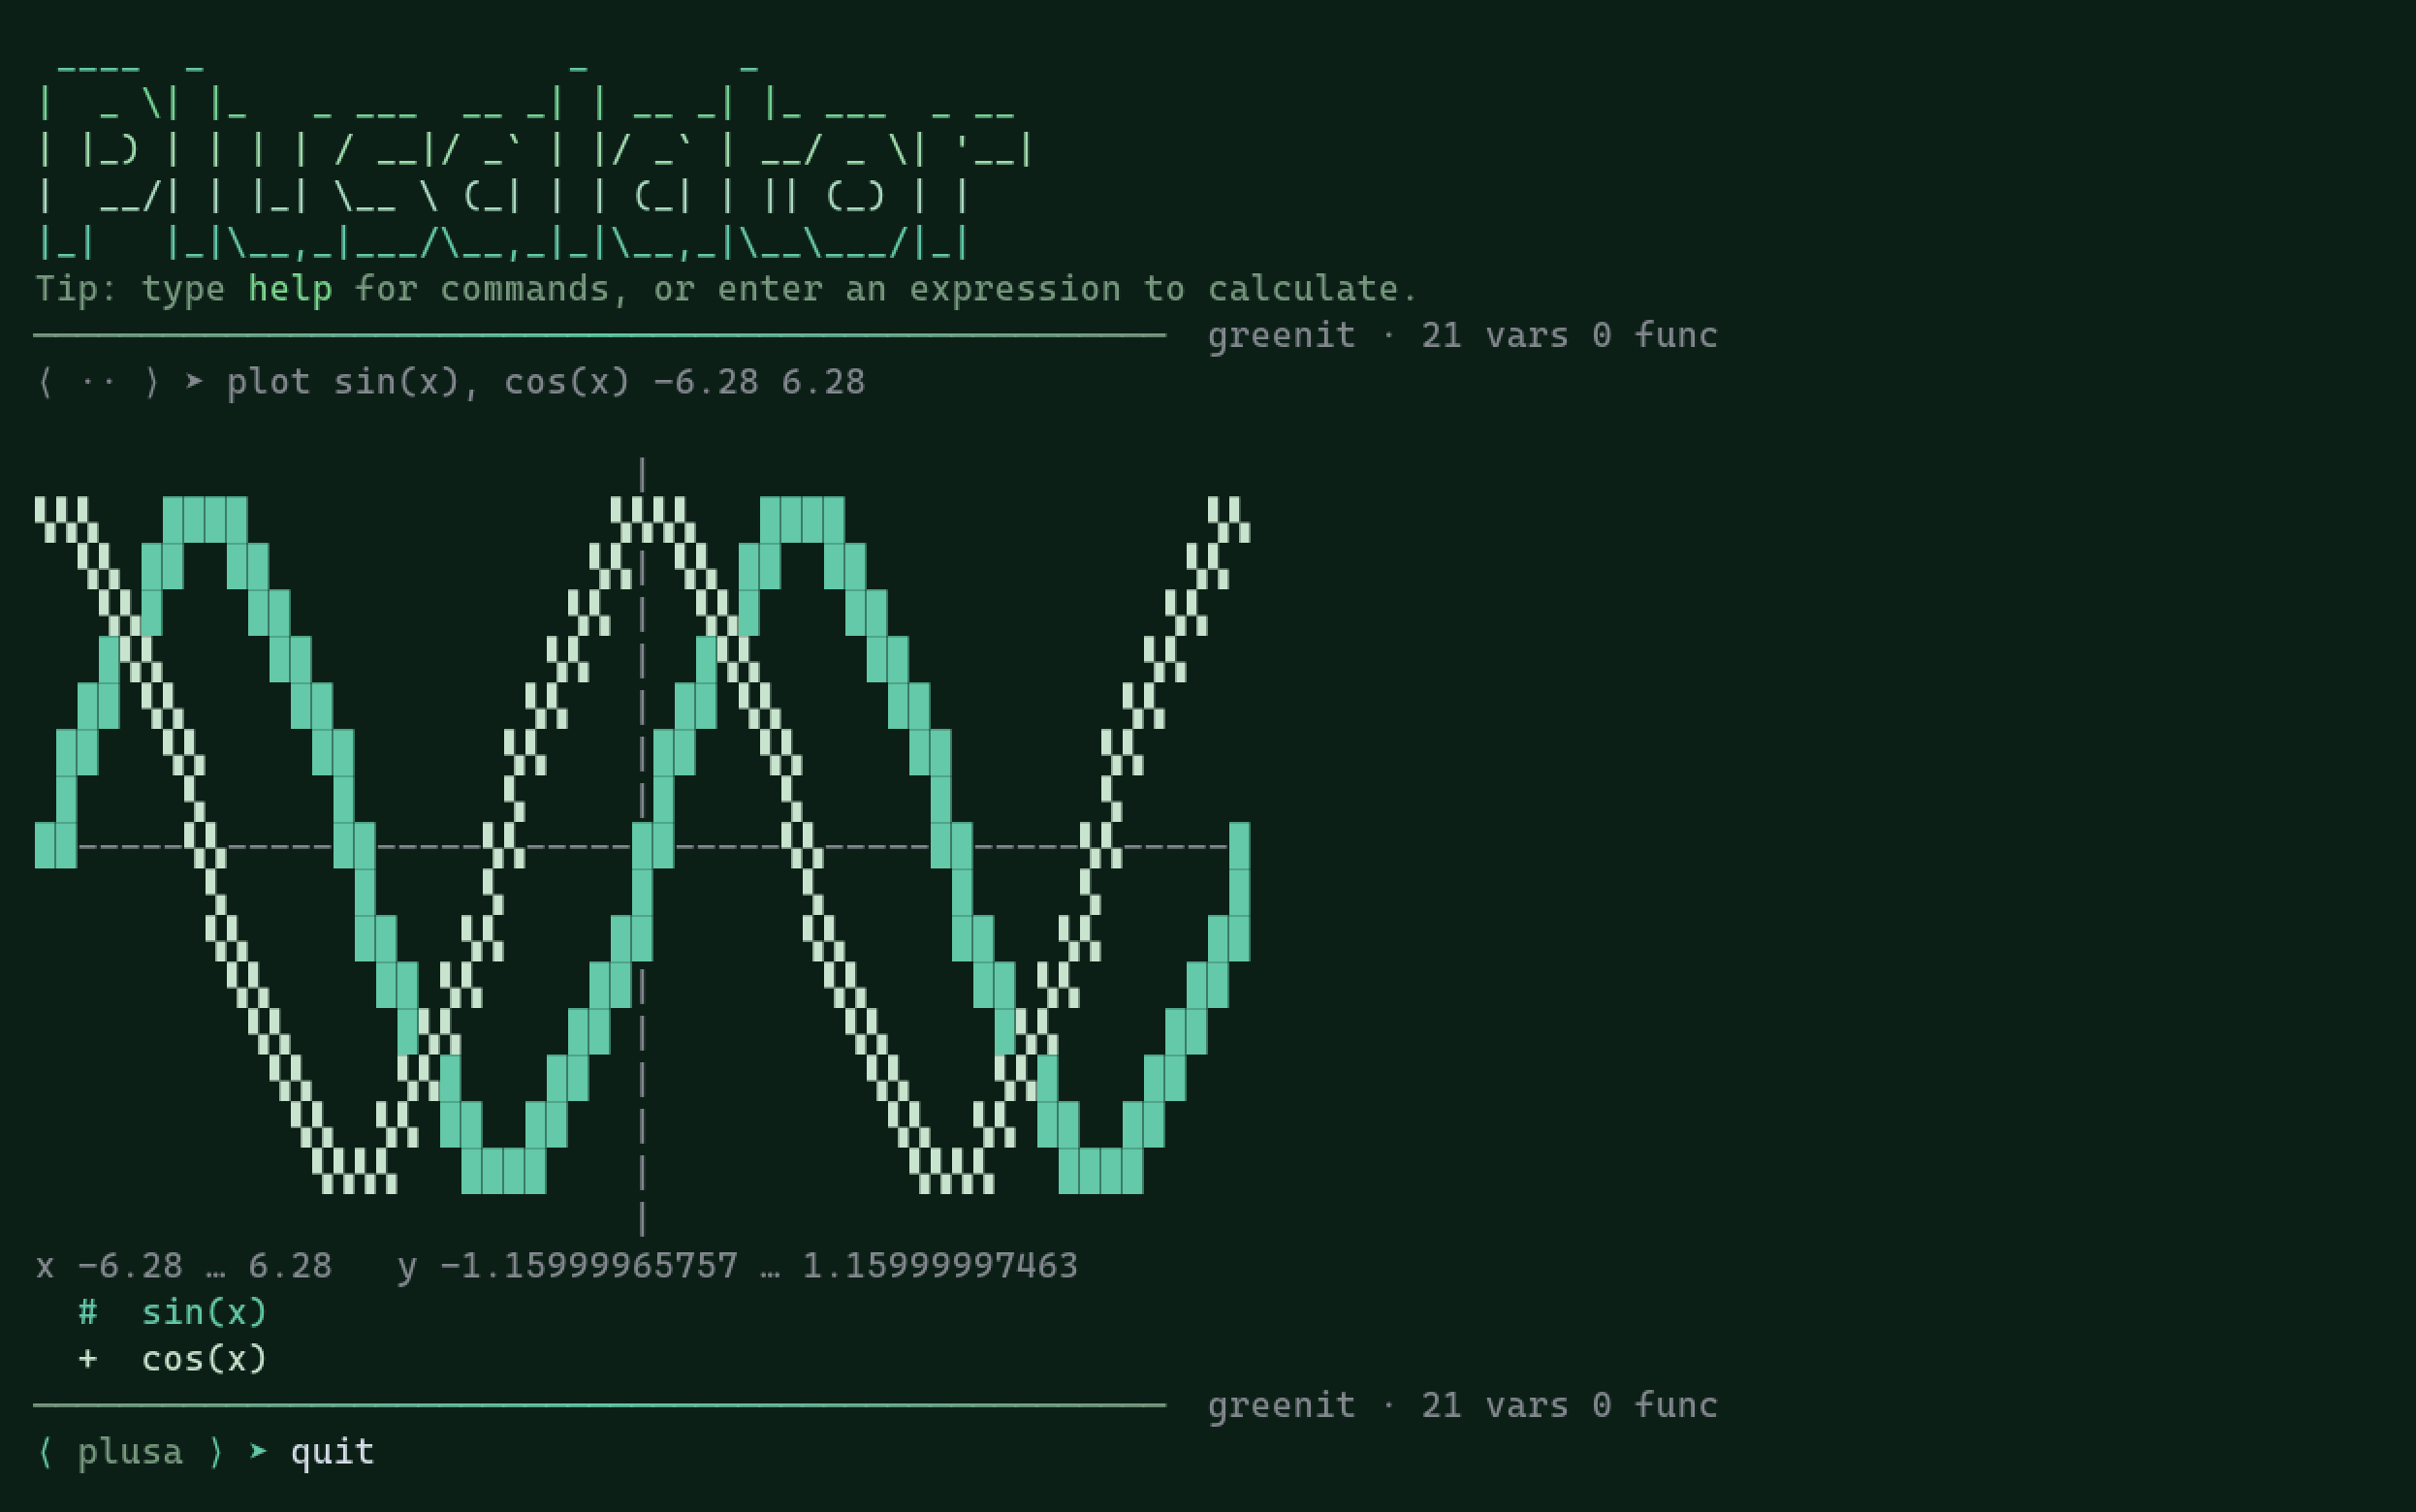 Plusalator
Tip: type help for commands, or enter an expression to calculate.
greenit · 21 vars 0 func
⟨ ·· ⟩ ➤ plot sin(x), cos(x) −6.28 6.28
x −6.28 … 6.28   y −1.15999965757 … 1.15999997463
#  sin(x)
+  cos(x)
greenit · 21 vars 0 func
⟨ plusa ⟩ ➤ quit